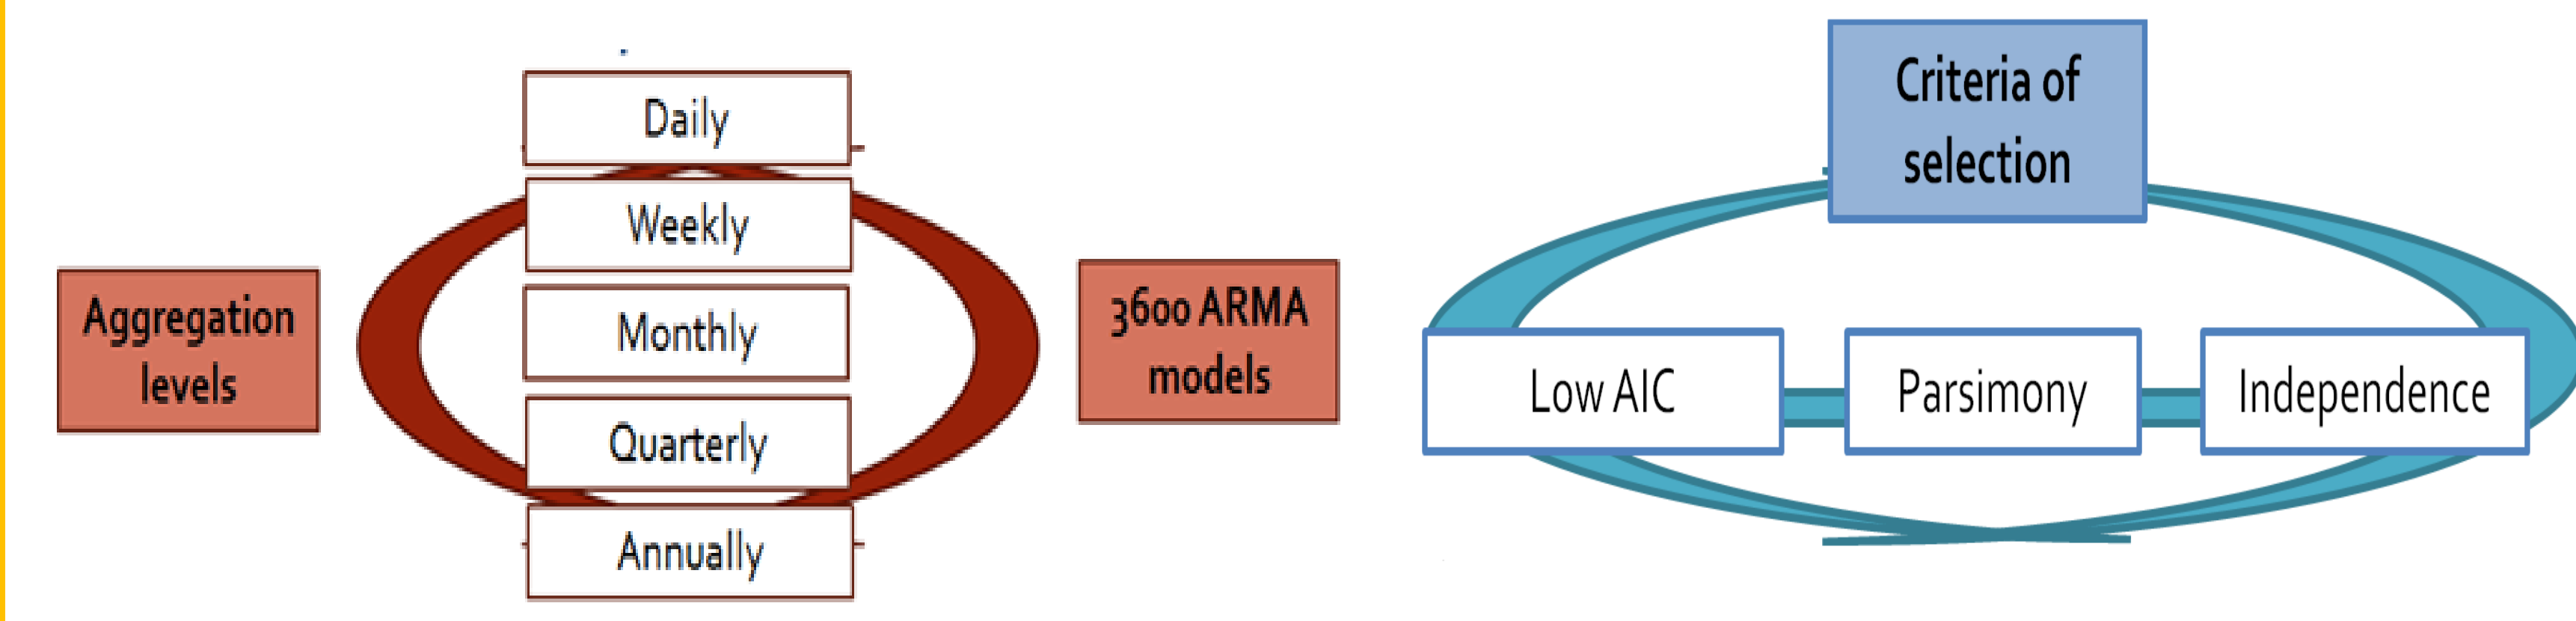 Aggregation
levels
Daily
Weekly
Monthly
Quarterly
Annually
3600 ARMA
models
Criteria of
selection
Low AIC
Parsimony
Independence